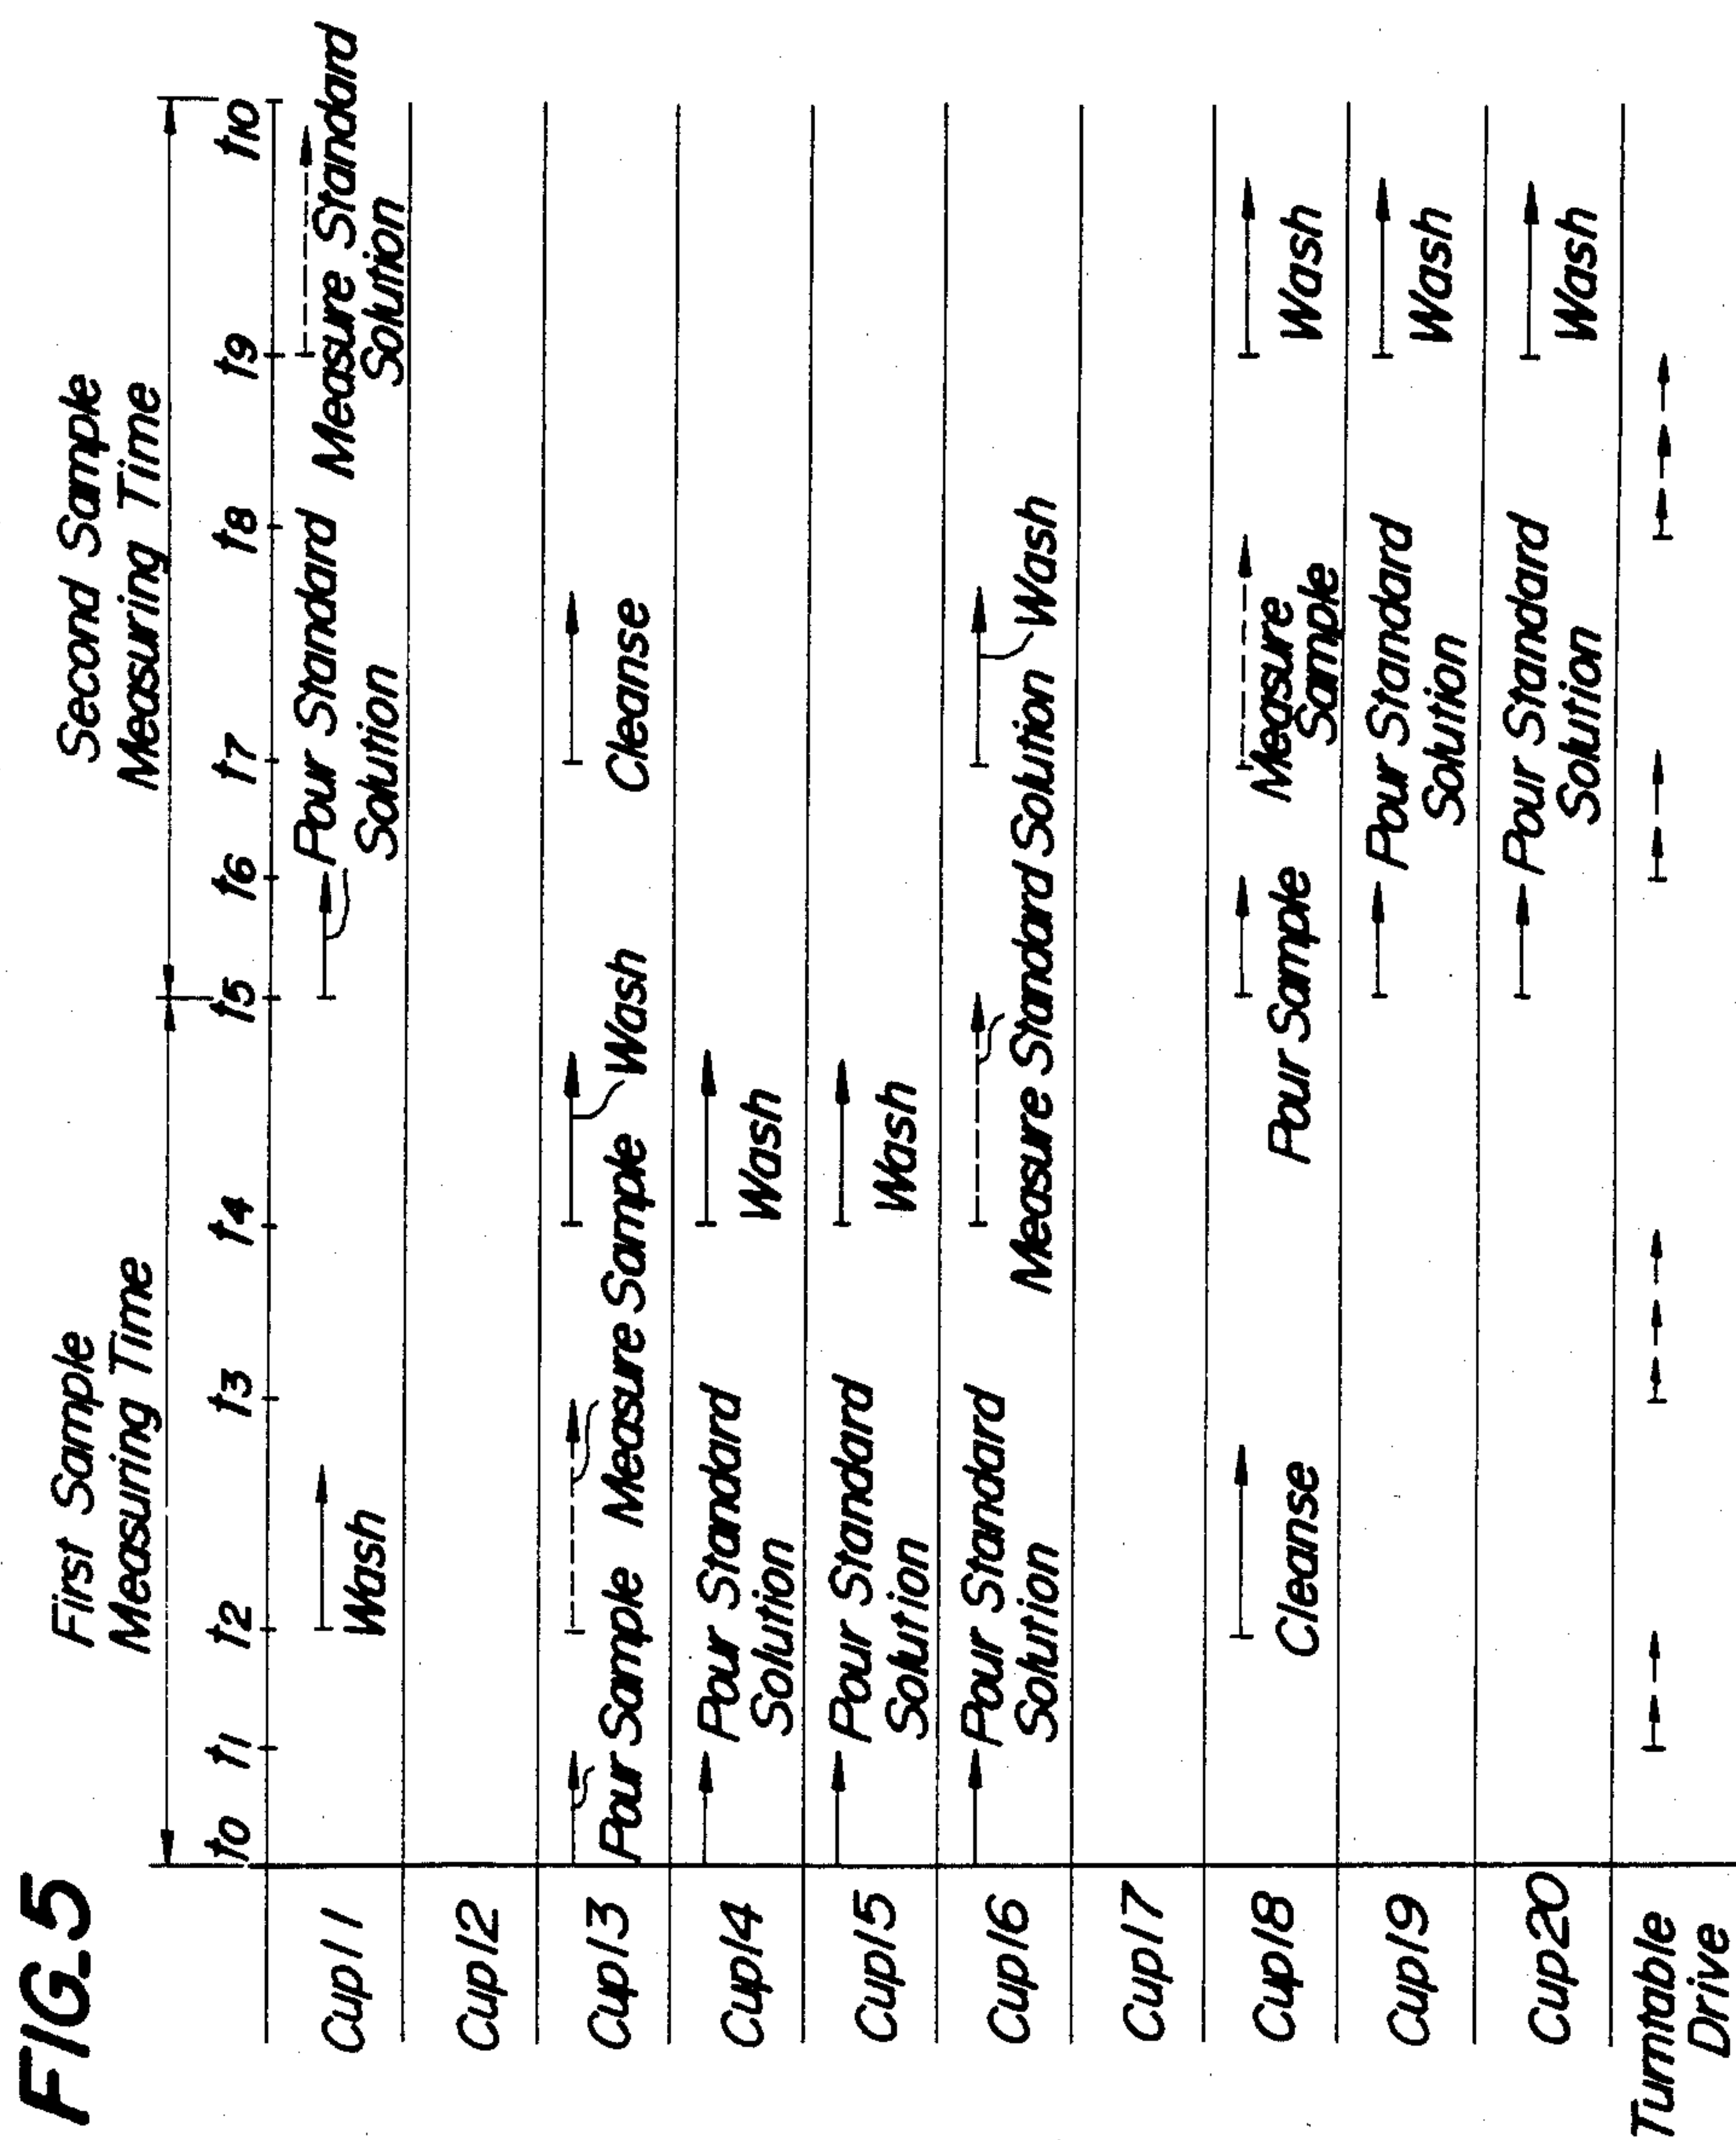 FIG_5
First Sample
Measuring Time
Second Sample
Measuring Time
t0 t1 t2 t3 t4 t5 t6 t7 t8 t9 t10
Cup11
Wash
Pour Standard
Solution
Measure Standard
Solution
Cup12
Cup13
Pour Sample
Measure Sample
Wash
Cleanse
Cup14
Pour Standard
Solution
Wash
Cup15
Pour Standard
Solution
Wash
Cup16
Pour Standard
Solution
Measure Standard Solution
Wash
Cup17
Cup18
Cleanse
Pour Sample
Measure
Sample
Wash
Cup19
Pour Standard
Solution
Wash
Cup20
Pour Standard
Solution
Wash
Turntable
Drive